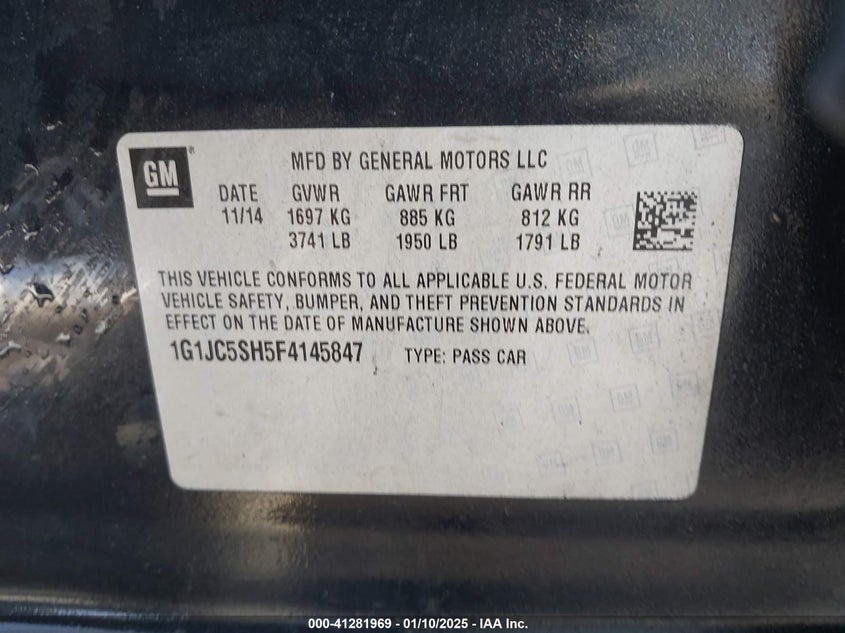 GM
MFD BY GENERAL MOTORS LLC
DATE GVWR GAWR FRT GAWR RR
11/14 1697 KG 885 KG 812 KG
3741 LB 1950 LB 1791 LB
THIS VEHICLE CONFORMS TO ALL APPLICABLE U.S. FEDERAL MOTOR
VEHICLE SAFETY, BUMPER, AND THEFT PREVENTION STANDARDS IN
EFFECT ON THE DATE OF MANUFACTURE SHOWN ABOVE.
1G1JC5SH5F4145847 TYPE: PASS CAR
000-41281969 — 01/10/2025 — IAA Inc.